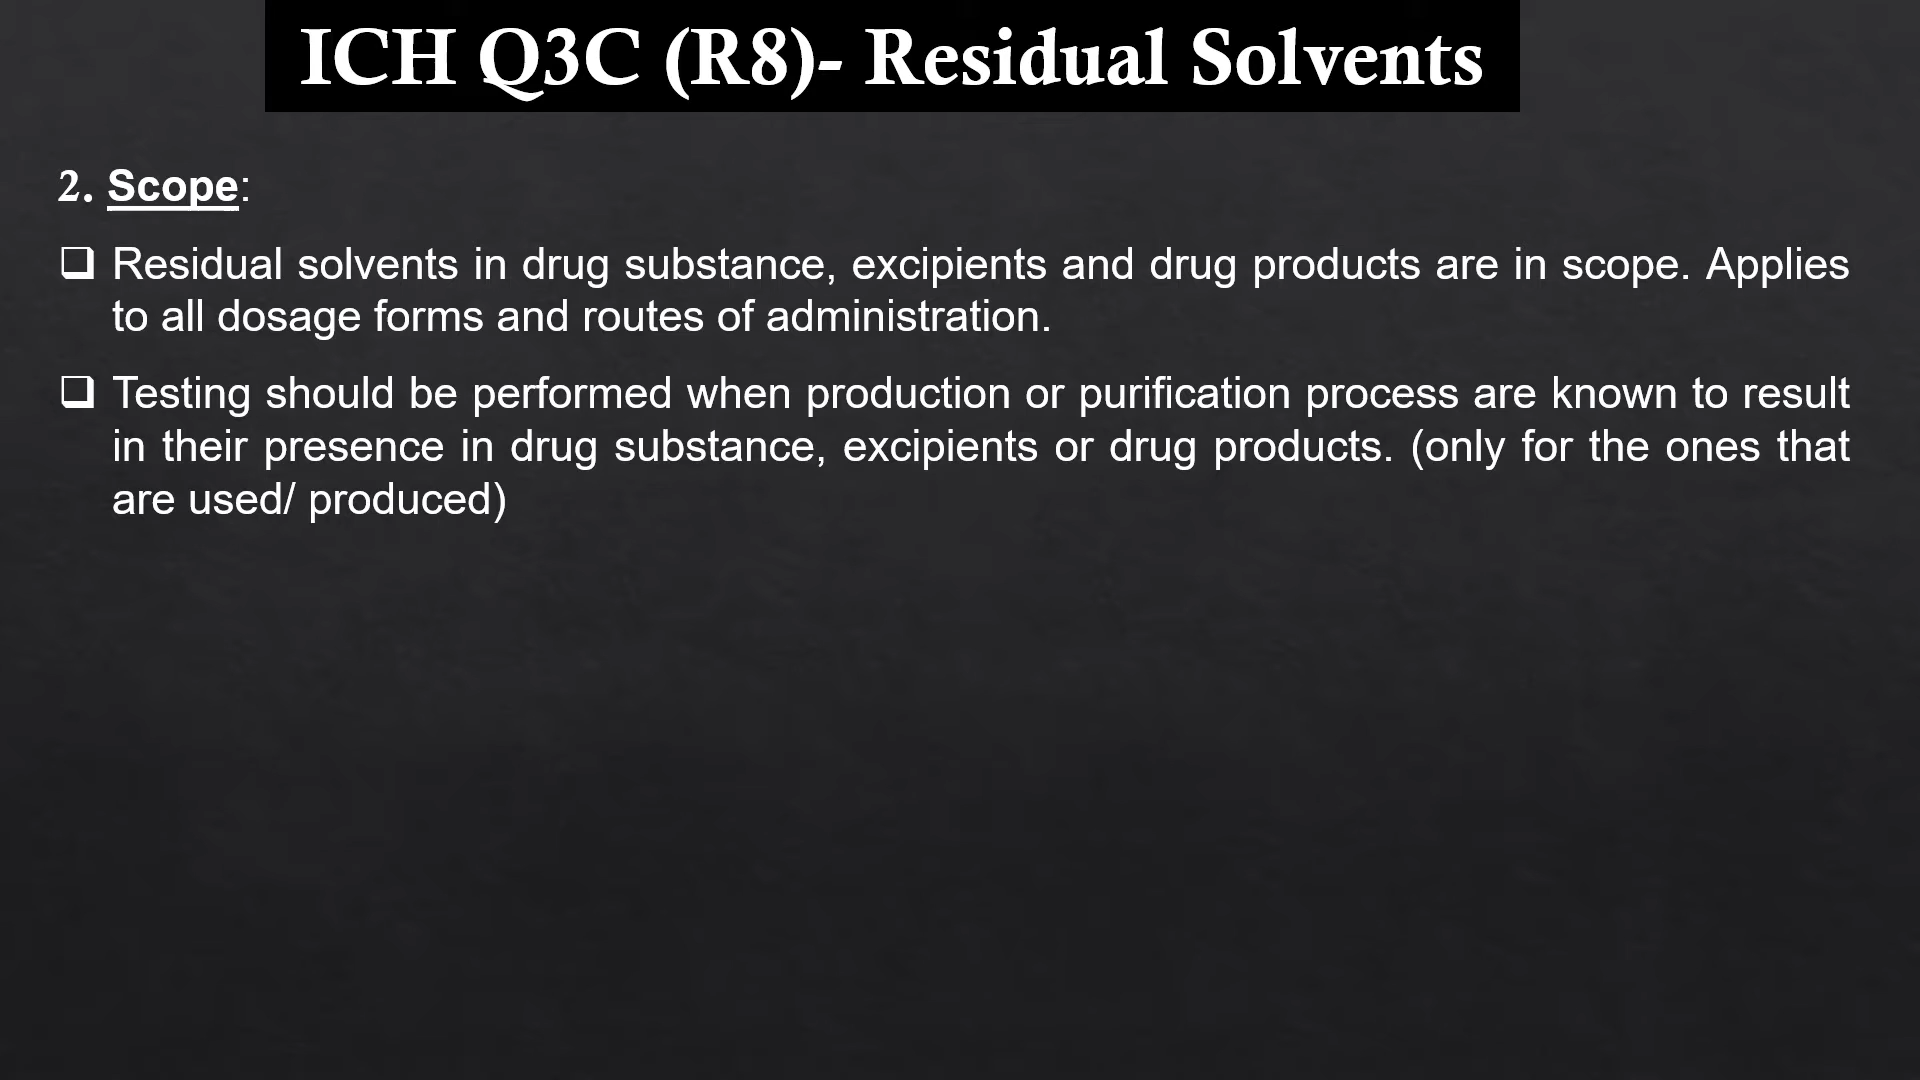 ICH Q3C (R8)- Residual Solvents
2. Scope:
❑ Residual solvents in drug substance, excipients and drug products are in scope. Applies
to all dosage forms and routes of administration.
❑ Testing should be performed when production or purification process are known to result
in their presence in drug substance, excipients or drug products. (only for the ones that
are used/ produced)